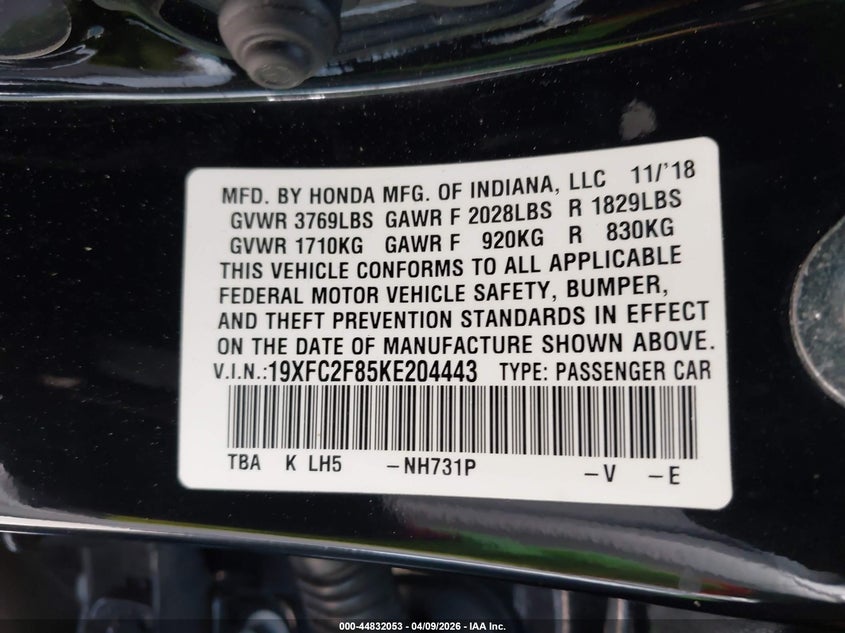 MFD. BY HONDA MFG. OF INDIANA, LLC 11/'18
GVWR 3769LBS GAWR F 2028LBS R 1829LBS
GVWR 1710KG GAWR F 920KG R 830KG
THIS VEHICLE CONFORMS TO ALL APPLICABLE
FEDERAL MOTOR VEHICLE SAFETY, BUMPER,
AND THEFT PREVENTION STANDARDS IN EFFECT
ON THE DATE OF MANUFACTURE SHOWN ABOVE.
V.I.N.:19XFC2F85KE204443 TYPE: PASSENGER CAR
TBA K LH5 –NH731P –V –E
000-44832053 - 04/09/2026 - IAA Inc.